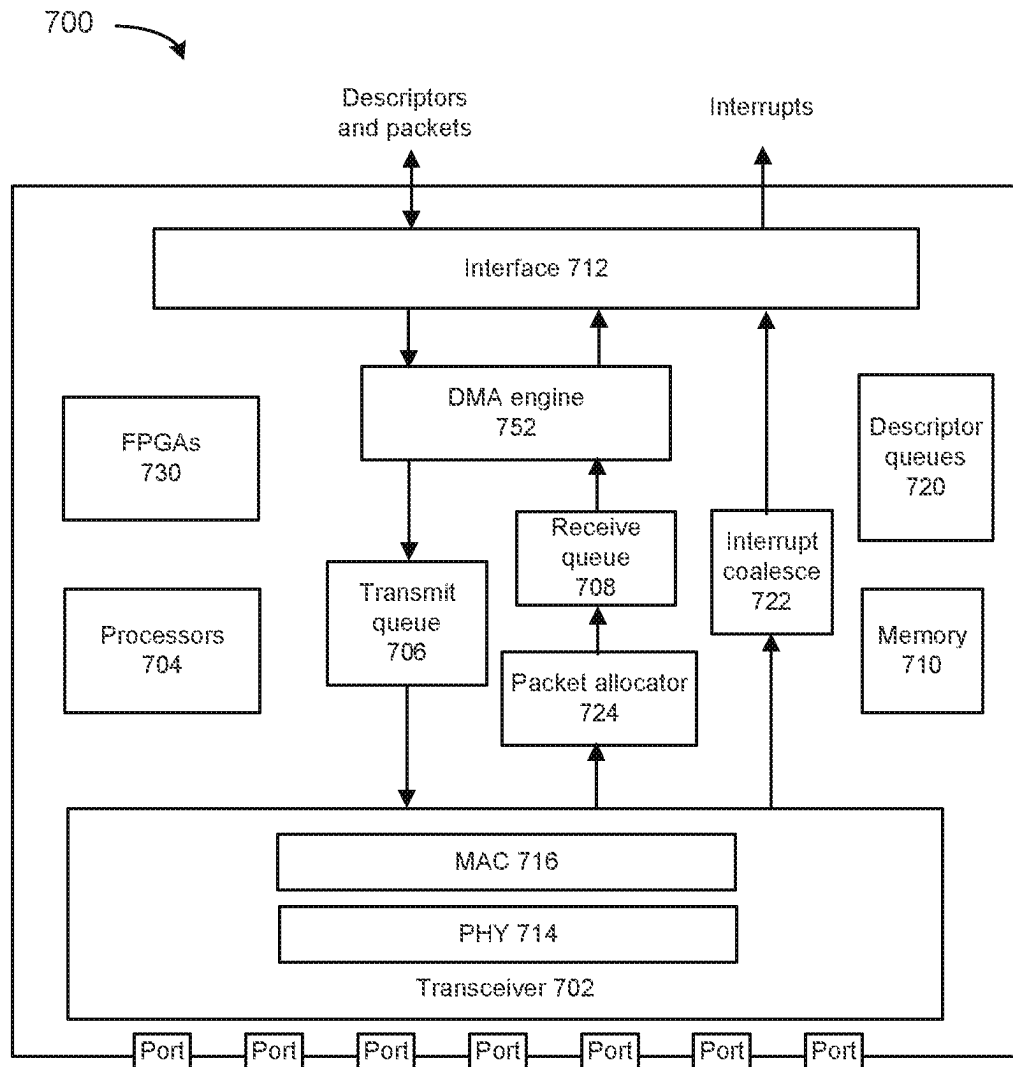 700
Descriptors
and packets
Interrupts
Interface 712
DMA engine
752
FPGAs
730
Descriptor
queues
720
Receive
queue
708
Interrupt
coalesce
722
Transmit
queue
706
Processors
704
Memory
710
Packet allocator
724
MAC 716
PHY 714
Transceiver 702
Port Port Port Port Port Port Port